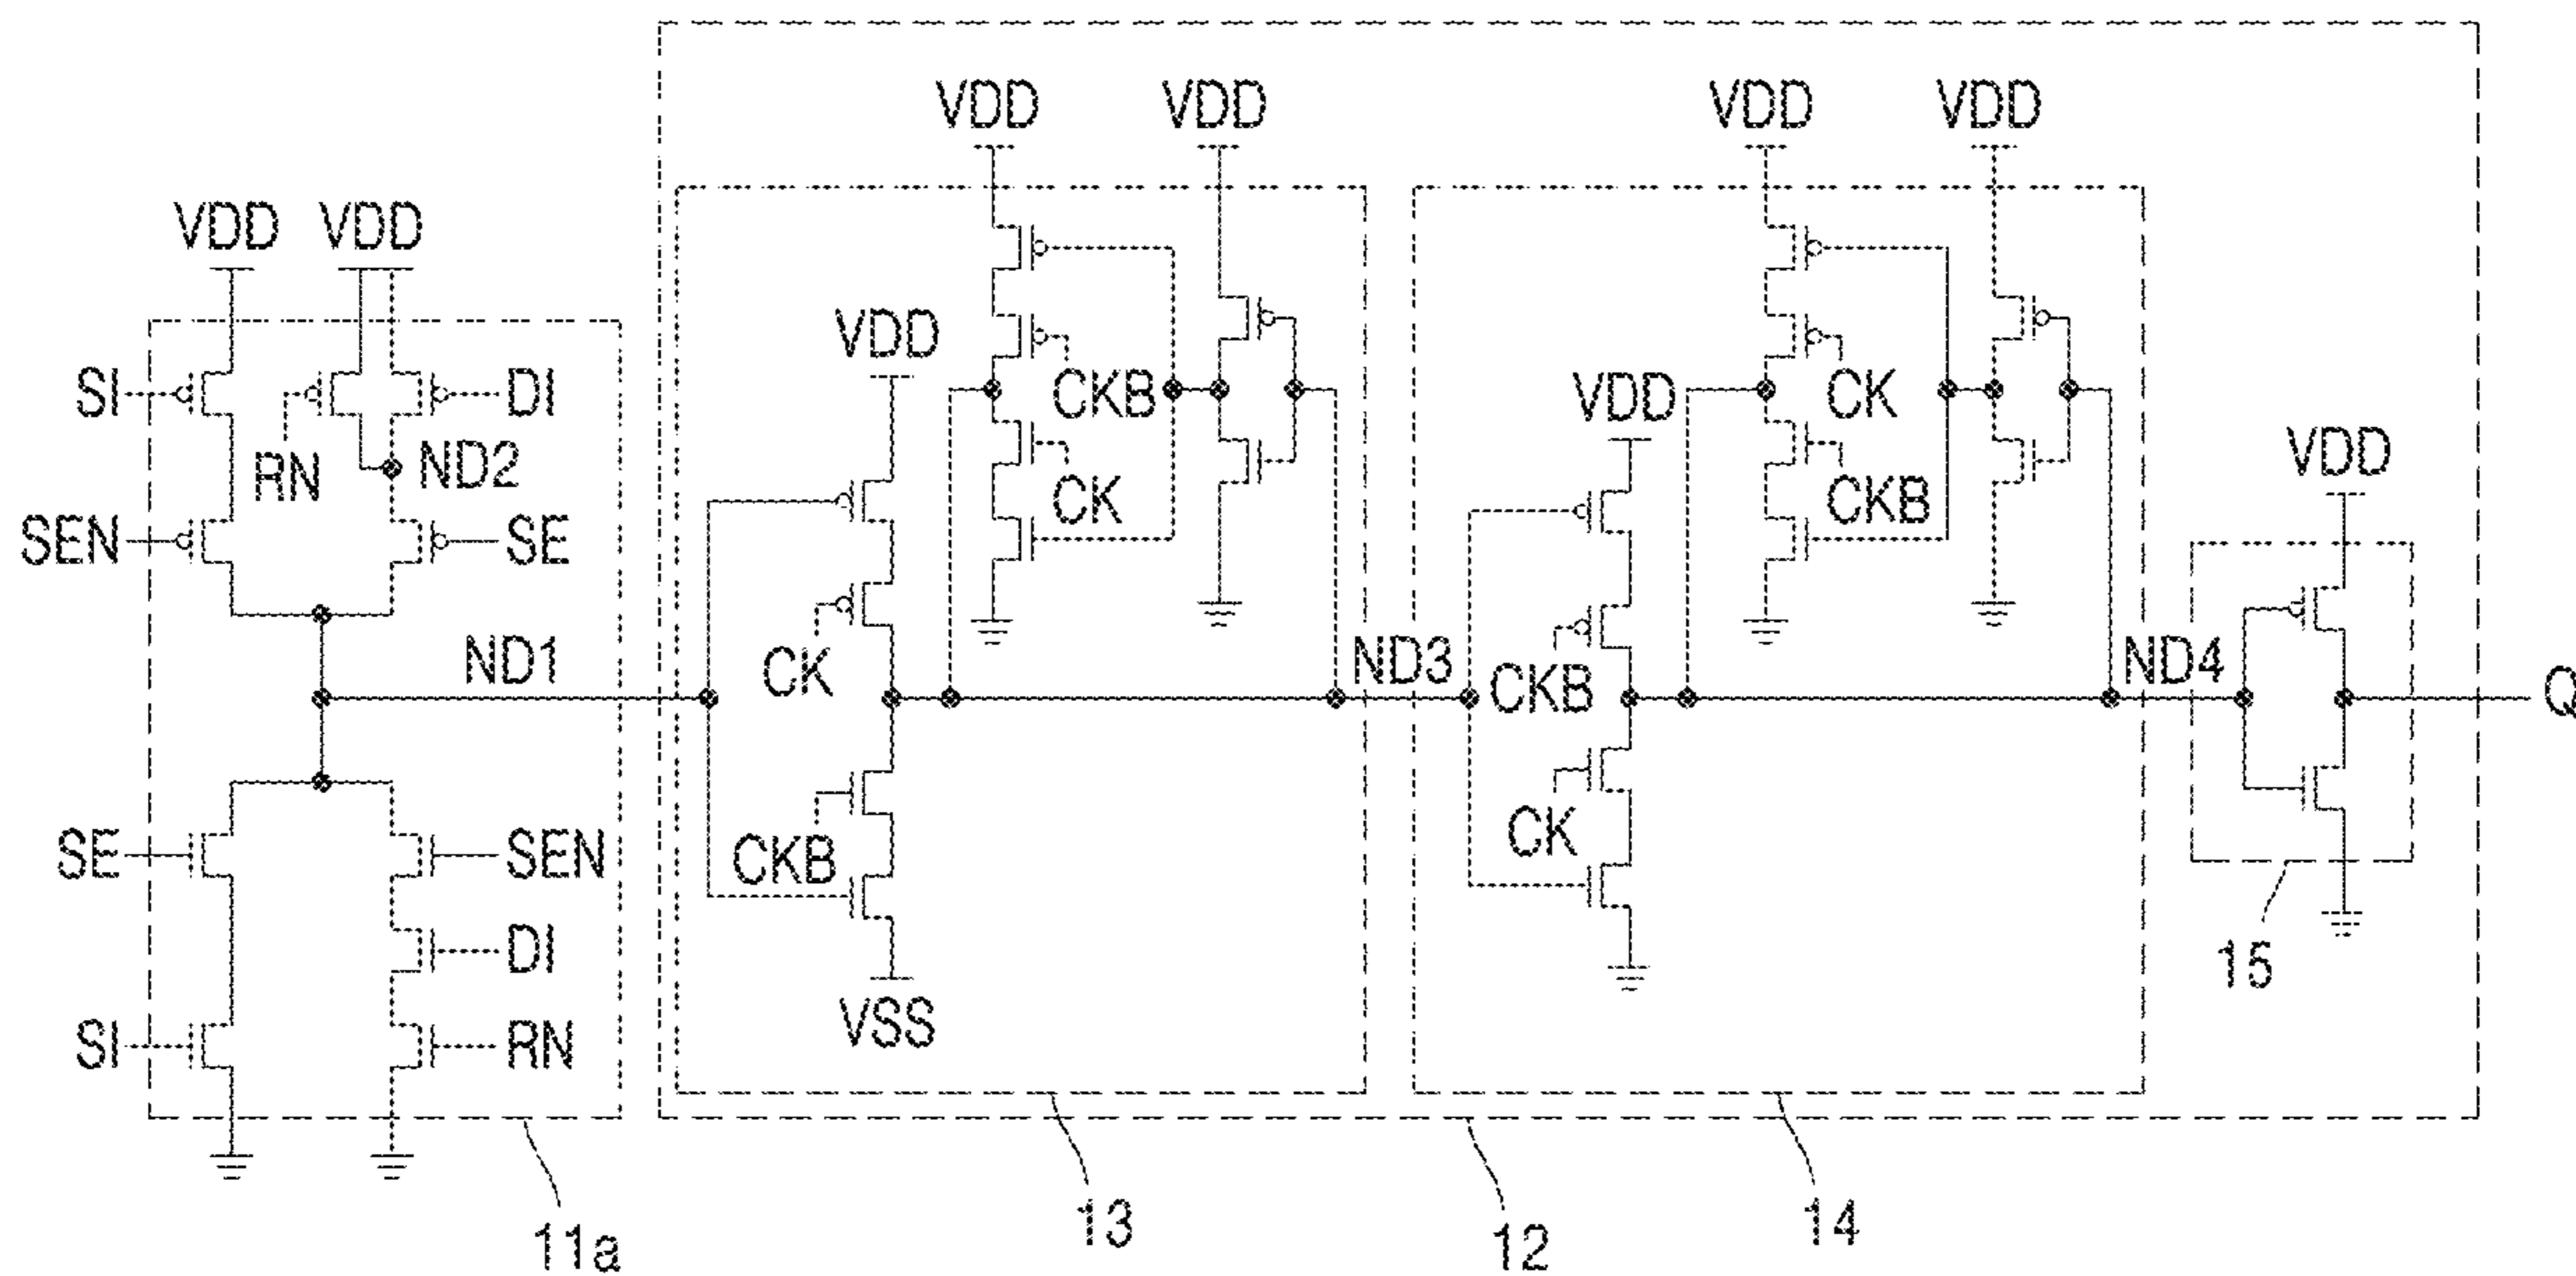 VDD VDD VDD VDD
VDD VDD
VDD
VDD
SI DI CKB CK
RN ND2 VDD
CK CKB
SEN SE
ND1 CK ND3 CKB ND4 Q
SE SEN CKB CK
DI 15
SI RN VSS
11a 13 12 14